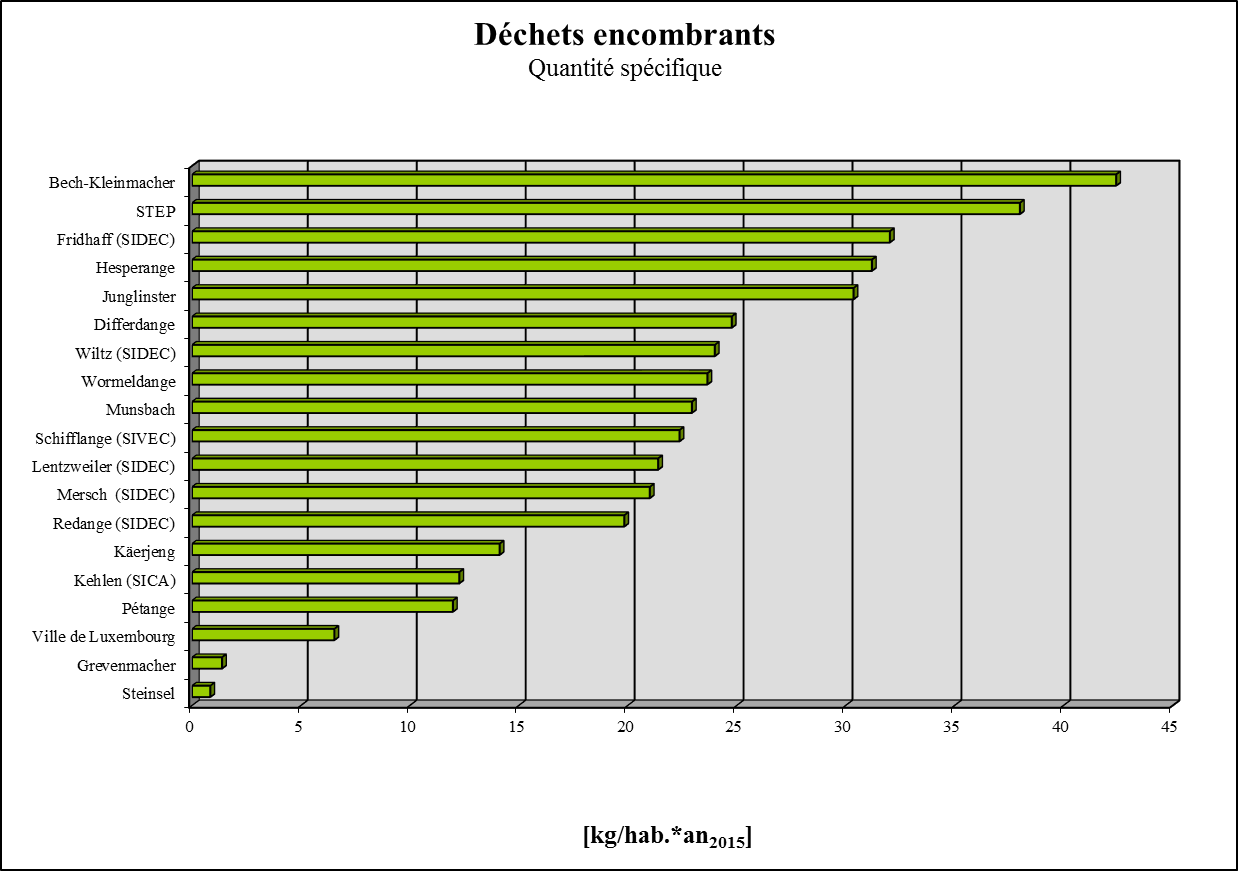 Déchets encombrants
Quantité spécifique
Bech-Kleinmacher
STEP
Fridhaff (SIDEC)
Hesperange
Junglinster
Differdange
Wiltz (SIDEC)
Wormeldange
Munsbach
Schifflange (SIVEC)
Lentzweiler (SIDEC)
Mersch (SIDEC)
Redange (SIDEC)
Käerjeng
Kehlen (SICA)
Pétange
Ville de Luxembourg
Grevenmacher
Steinsel
0 5 10 15 20 25 30 35 40 45
[kg/hab.*an2015]